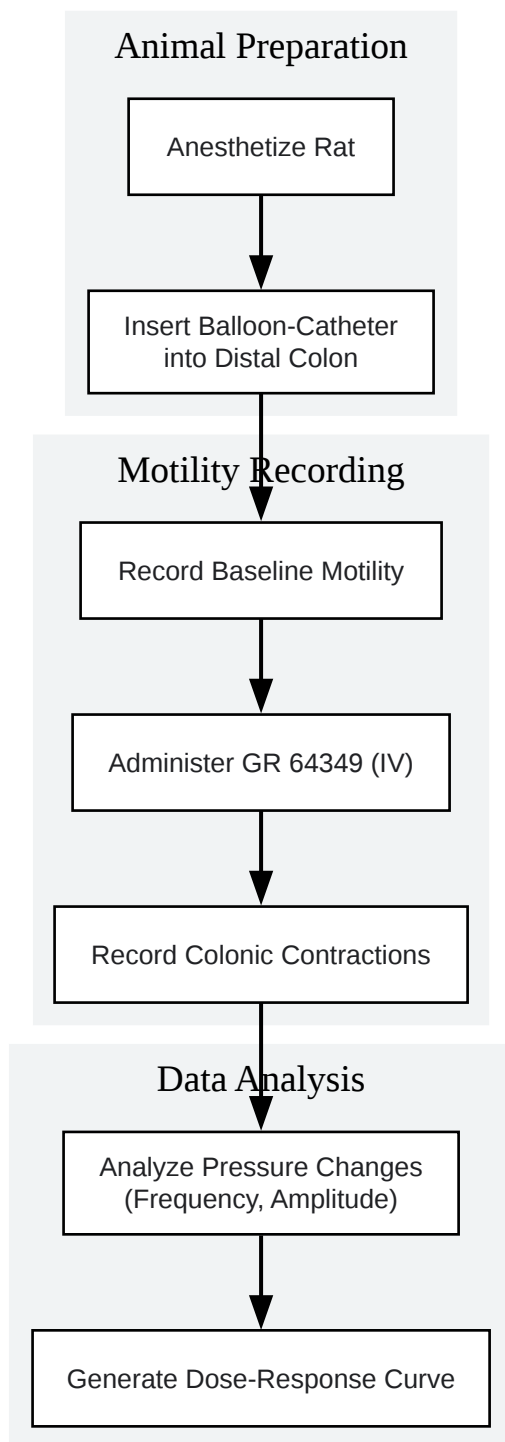 Animal Preparation
Anesthetize Rat
Insert Balloon-Catheter
into Distal Colon
Motility Recording
Record Baseline Motility
Administer GR 64349 (IV)
Record Colonic Contractions
Data Analysis
Analyze Pressure Changes
(Frequency, Amplitude)
Generate Dose-Response Curve